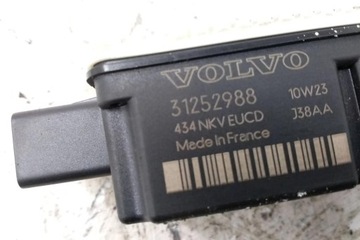 VOLVO
31252988 10W23
434 NKV EUCD J38AA
Made in France